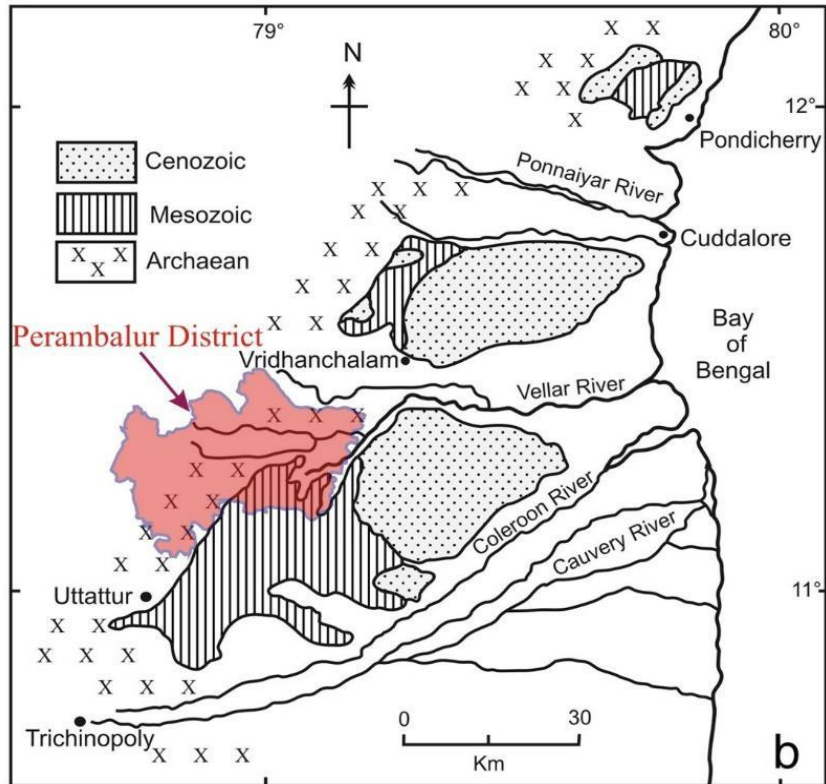 79°
80°
N
12°
Pondicherry
Cenozoic
Mesozoic
X X X
X X
Archaean
Ponnaiyar River
Cuddalore
Perambalur District
Vridhanchalam
Bay
of
Bengal
Vellar River
Coleroon River
Cauvery River
11°
Uttattur
Trichinopoly
0
30
Km
b